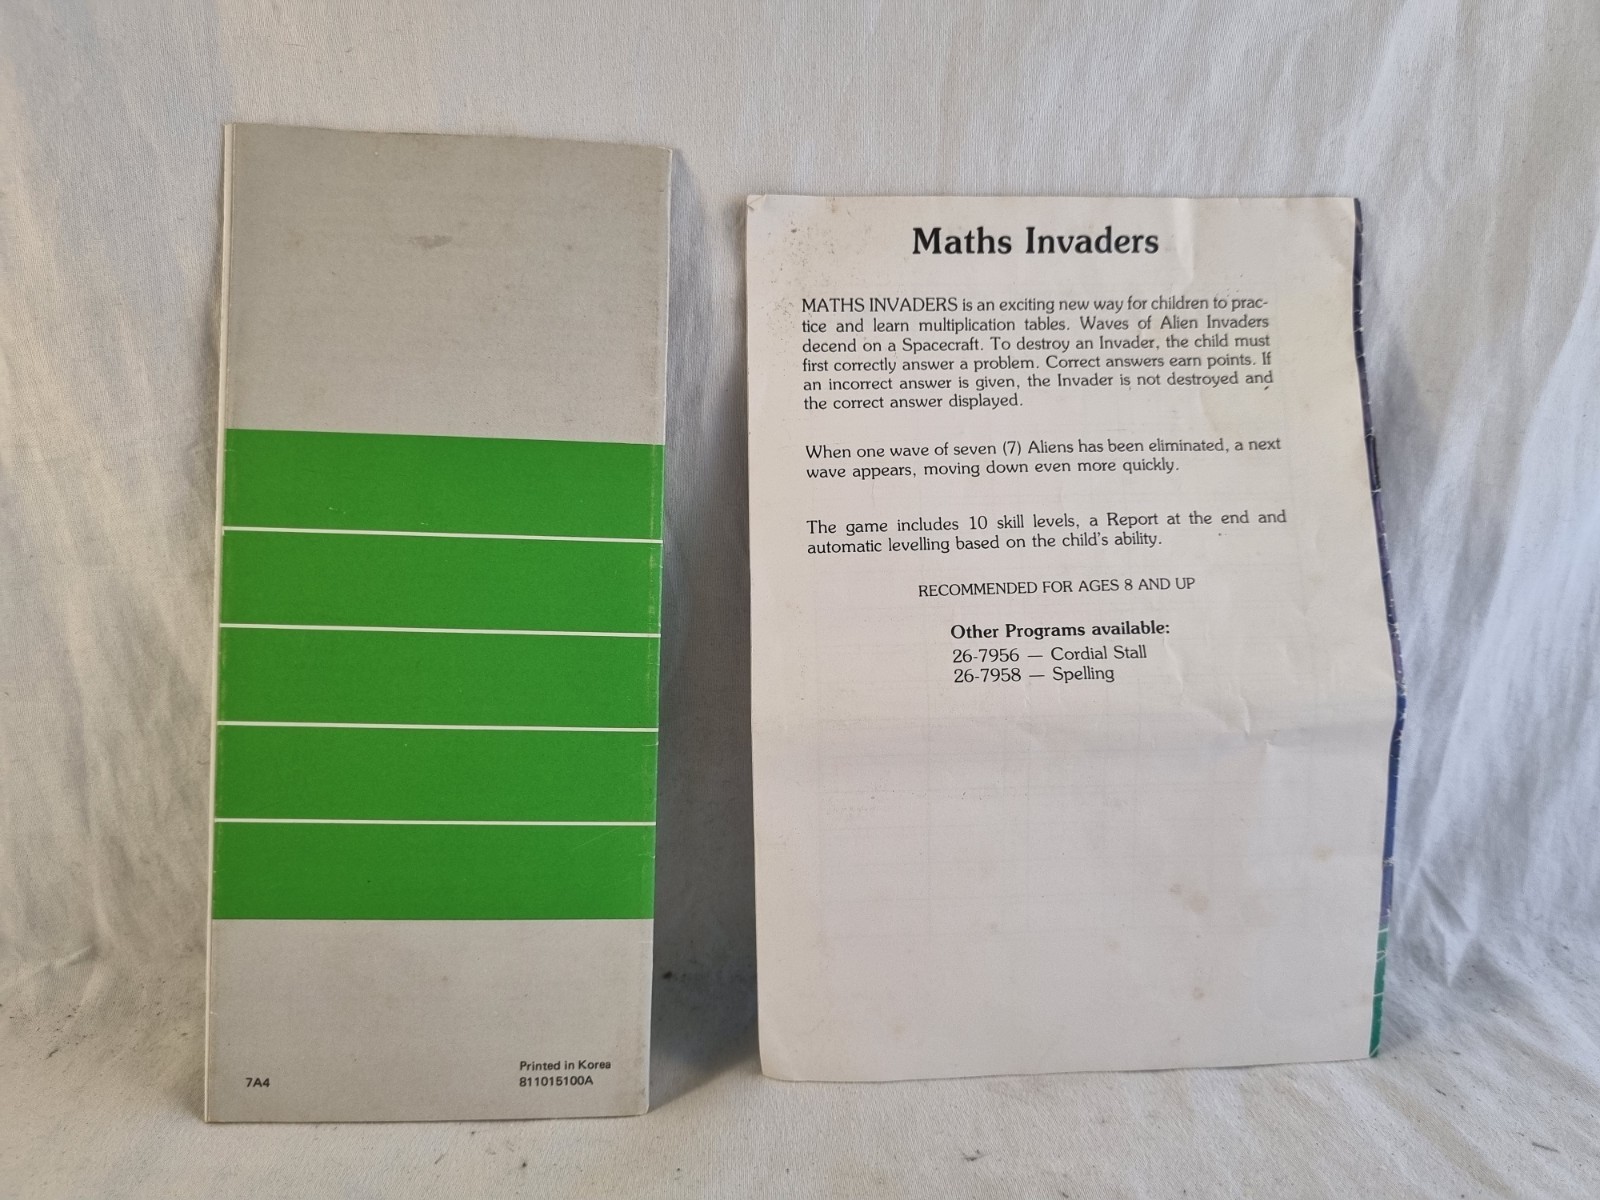 7A4
Printed in Korea
811015100A
Maths Invaders
MATHS INVADERS is an exciting new way for children to prac-
tice and learn multiplication tables. Waves of Alien Invaders
decend on a Spacecraft. To destroy an Invader, the child must
first correctly answer a problem. Correct answers earn points. If
an incorrect answer is given, the Invader is not destroyed and
the correct answer displayed.
When one wave of seven (7) Aliens has been eliminated, a next
wave appears, moving down even more quickly.
The game includes 10 skill levels, a Report at the end and
automatic levelling based on the child's ability.
RECOMMENDED FOR AGES 8 AND UP
Other Programs available:
26-7956 — Cordial Stall
26-7958 — Spelling